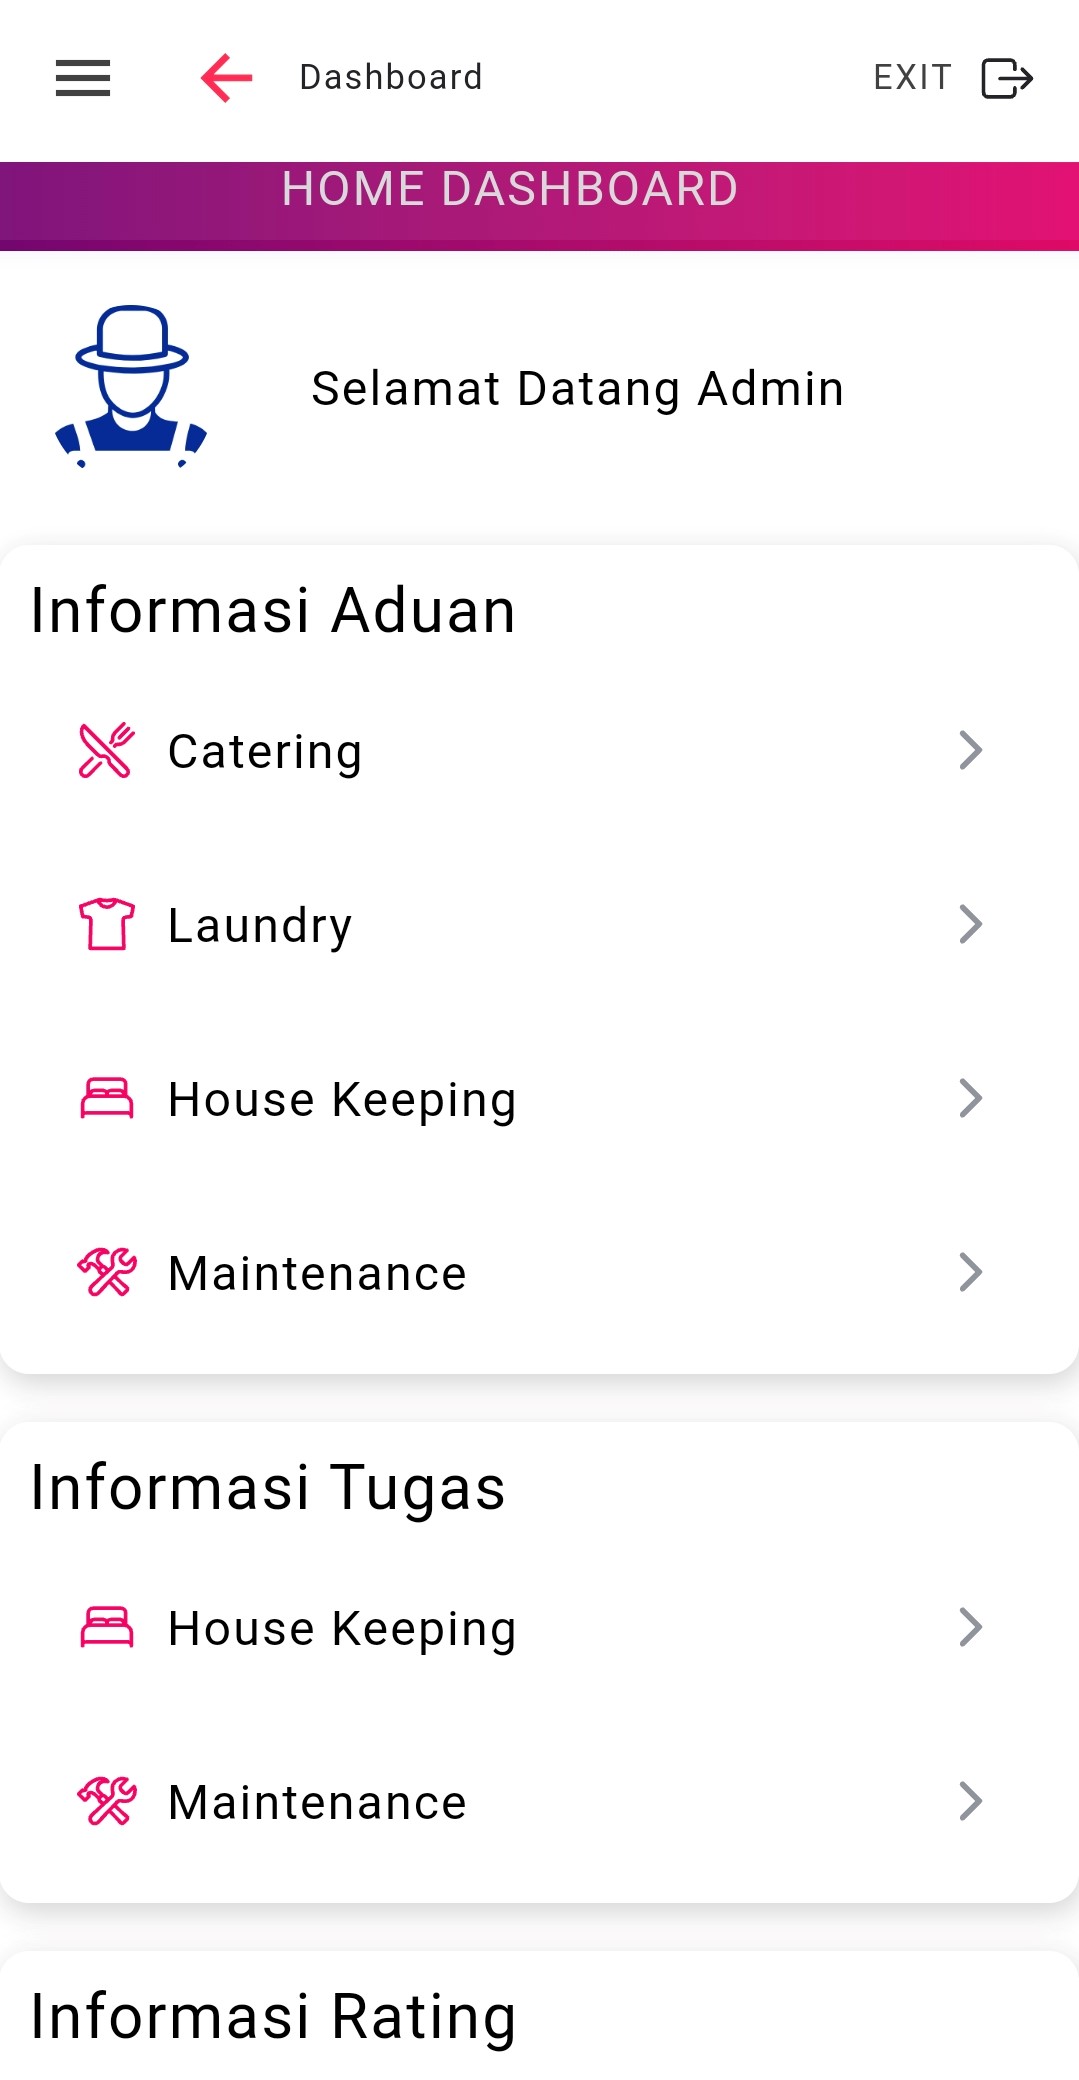 Dashboard EXIT
HOME DASHBOARD
Selamat Datang Admin
Informasi Aduan
Catering
Laundry
House Keeping
Maintenance
Informasi Tugas
House Keeping
Maintenance
Informasi Rating